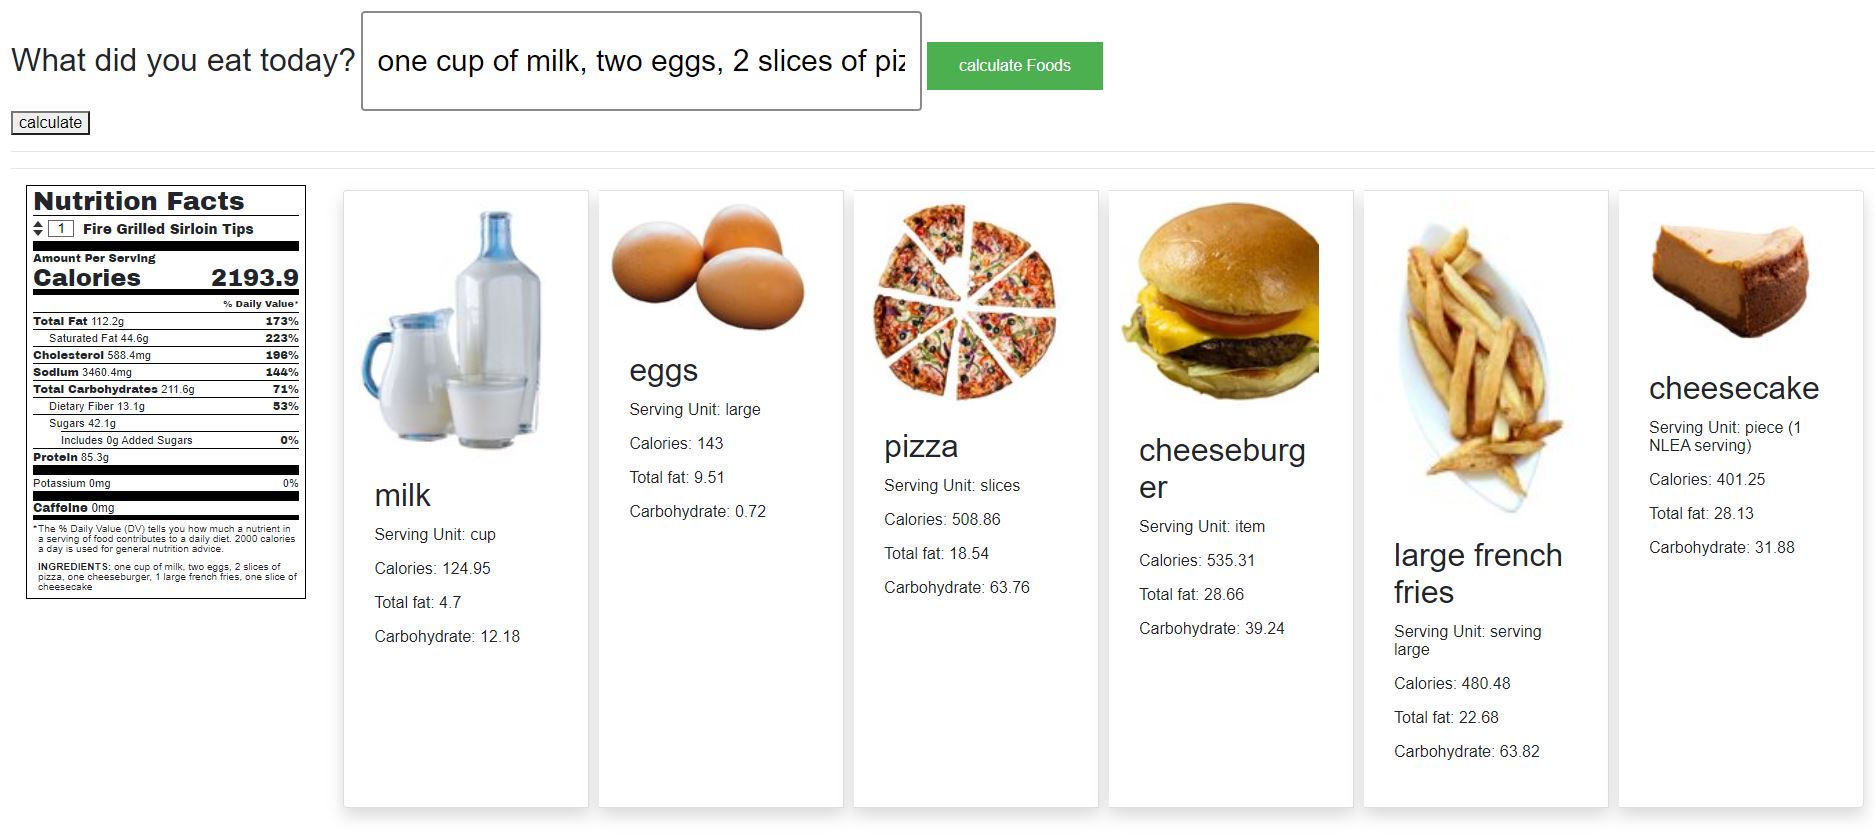 What did you eat today?
one cup of milk, two eggs, 2 slices of piz
calculate Foods
calculate
Nutrition Facts
1 Fire Grilled Sirloin Tips
Amount Per Serving
Calories 2193.9
% Daily Value*
Total Fat 112.2g 173%
Saturated Fat 44.6g 223%
Cholesterol 588.4mg 196%
Sodium 3460.4mg 144%
Total Carbohydrates 211.6g 71%
Dietary Fiber 13.1g 53%
Sugars 42.1g
Includes 0g Added Sugars 0%
Protein 85.3g
Potassium 0mg 0%
Caffeine 0mg
*The % Daily Value (DV) tells you how much a nutrient in
a serving of food contributes to a daily diet. 2000 calories
a day is used for general nutrition advice.
INGREDIENTS: one cup of milk, two eggs, 2 slices of
pizza, one cheeseburger, 1 large french fries, one slice of
cheesecake
milk
Serving Unit: cup
Calories: 124.95
Total fat: 4.7
Carbohydrate: 12.18
eggs
Serving Unit: large
Calories: 143
Total fat: 9.51
Carbohydrate: 0.72
pizza
Serving Unit: slices
Calories: 508.86
Total fat: 18.54
Carbohydrate: 63.76
cheeseburg
er
Serving Unit: item
Calories: 535.31
Total fat: 28.66
Carbohydrate: 39.24
large french
fries
Serving Unit: serving
large
Calories: 480.48
Total fat: 22.68
Carbohydrate: 63.82
cheesecake
Serving Unit: piece (1
NLEA serving)
Calories: 401.25
Total fat: 28.13
Carbohydrate: 31.88